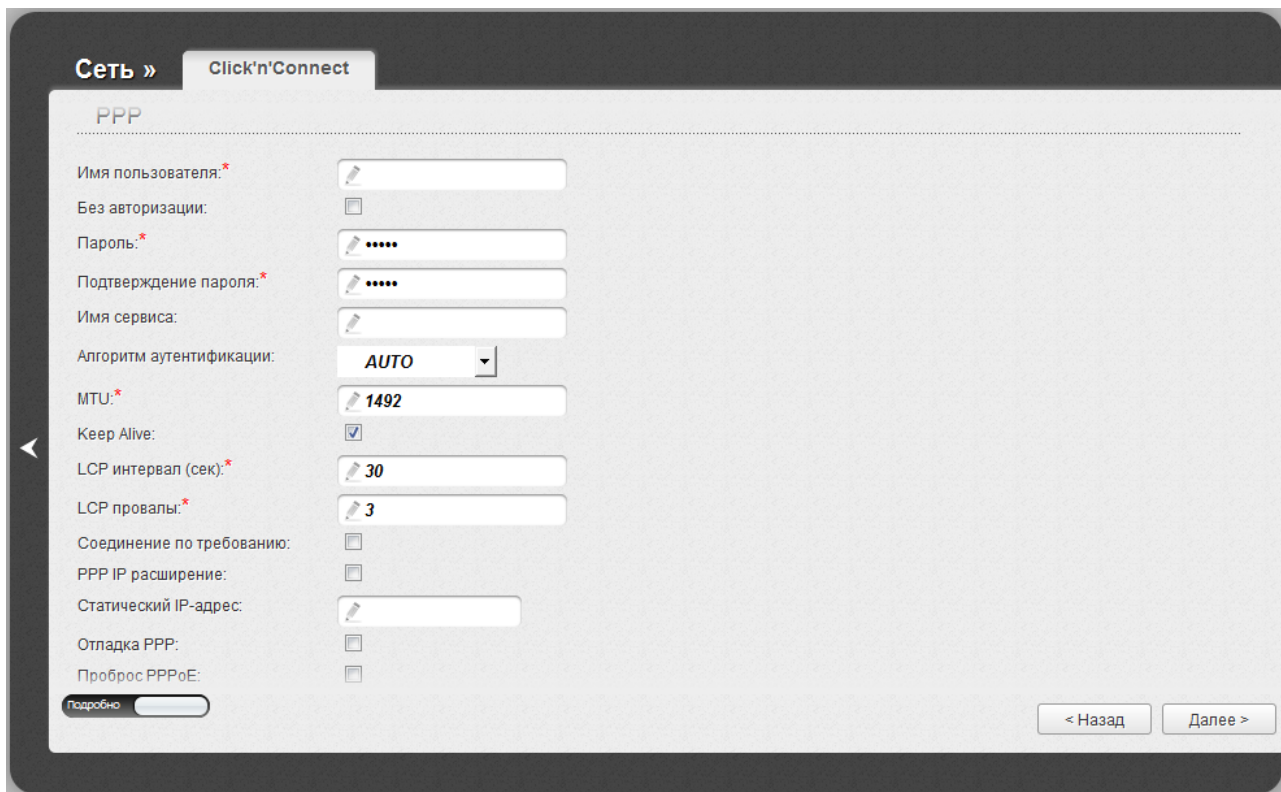 Сеть » Click'n'Connect
PPP
Имя пользователя:*
Без авторизации:
Пароль:* •••••
Подтверждение пароля:* •••••
Имя сервиса:
Алгоритм аутентификации: AUTO
MTU:* 1492
Keep Alive:
LCP интервал (сек):* 30
LCP провалы:* 3
Соединение по требованию:
PPP IP расширение:
Статический IP-адрес:
Отладка PPP:
Проброс PPPoE:
Подробно
< Назад Далее >